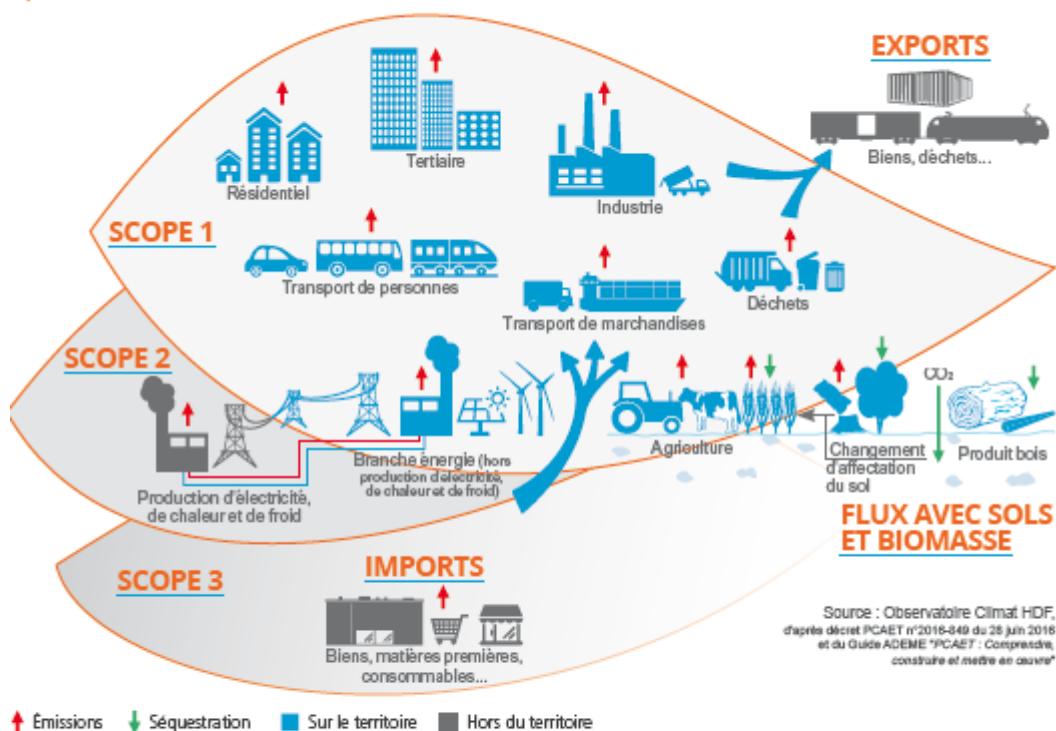 EXPORTS
Biens, dèchets...
Tertiaire
Résidentiel
Industrie
SCOPE 1
Transport de personnes
Déchets
Transport de marchandises
SCOPE 2
CO₂
Agriculture
Changement
d'affectation
du sol
Produit bois
Branche énergie (hors
production d'électricité,
de chaleur et de froid)
Production d'électricité,
de chaleur et de froid
FLUX AVEC SOLS
ET BIOMASSE
SCOPE 3
IMPORTS
Biens, matières premières,
consommables...
Source : Observatoire Climat HDF,
d'après décret PCAET n°2016-849 du 28 juin 2016
et du Guide ADEME "PCAET : Comprendre,
construire et mettre en œuvre"
Émissions
Séquestration
Sur le territoire
Hors du territoire